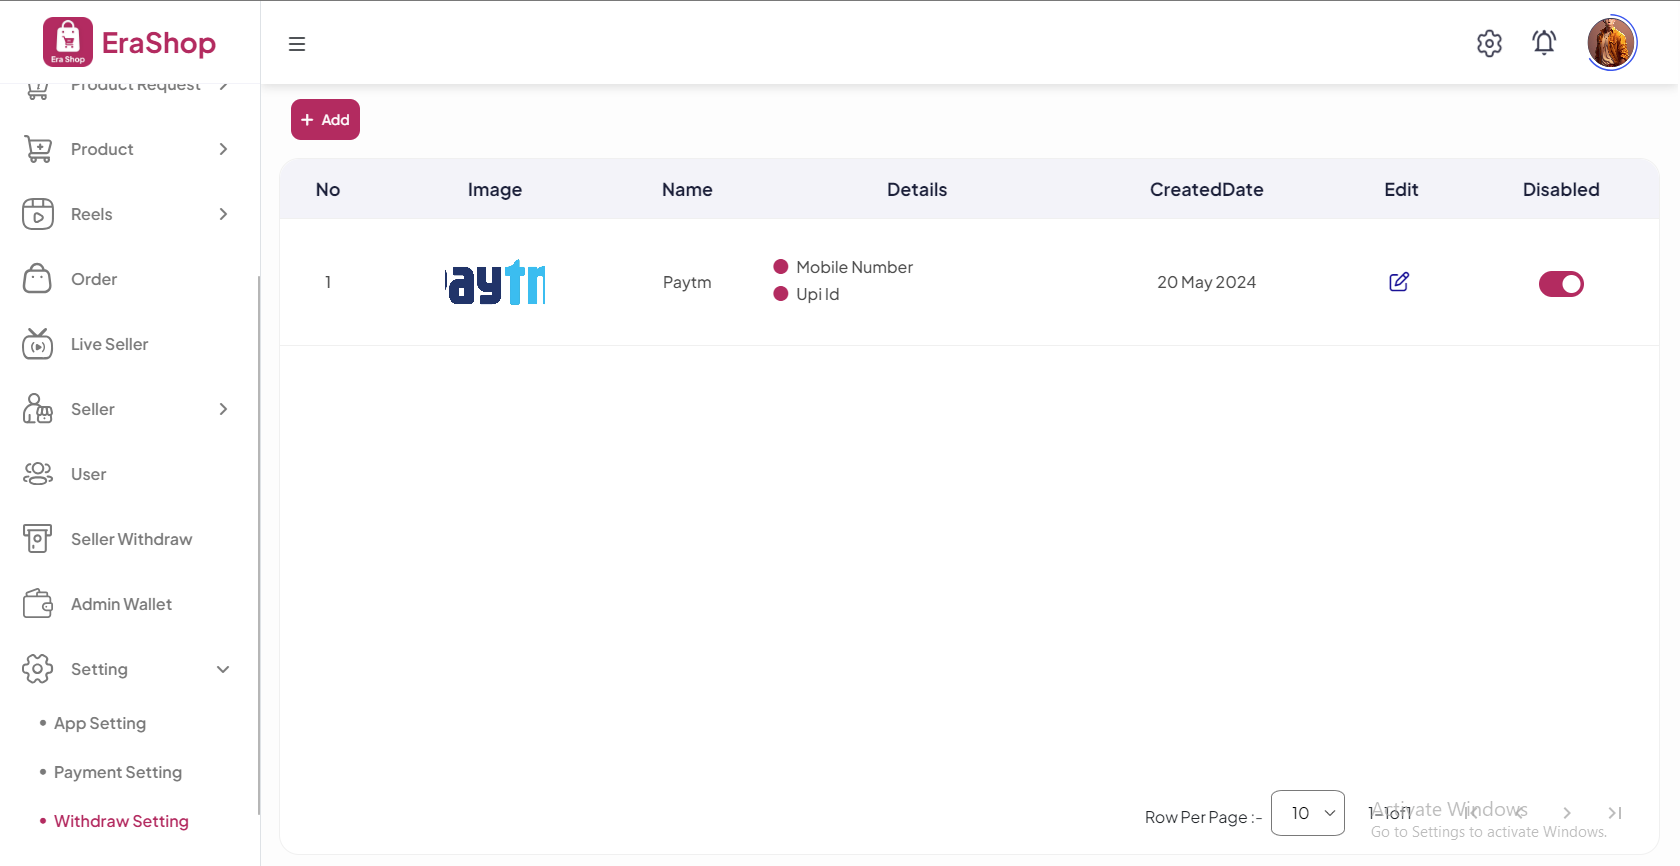 Era Shop
EraShop
Product Request
Product
Reels
Order
Live Seller
Seller
User
Seller Withdraw
Admin Wallet
Setting
App Setting
Payment Setting
Withdraw Setting
+ Add
No Image Name Details CreatedDate Edit Disabled
1 aytm Paytm Mobile Number 20 May 2024
Upi Id
Row Per Page :- 10 1-1of1
Activate Windows
Go to Settings to activate Windows.